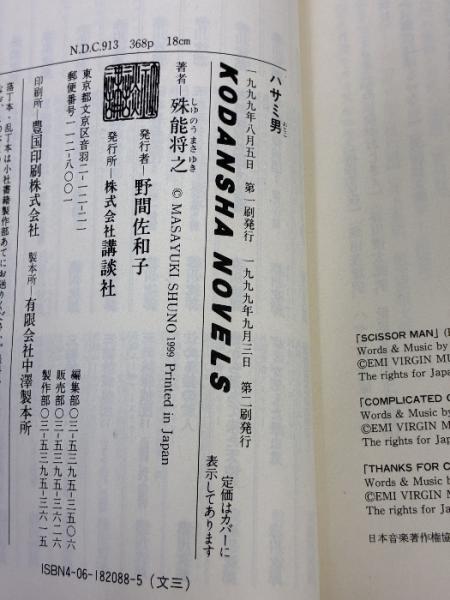 N.D.C.913 368p 18cm
ハサミ男
おとこ
一九九九年八月五日 第一刷発行 一九九九年九月三日 第二刷発行
KODANSHA NOVELS
定価はカバーに
表示してあります
しゅのうまさゆき
著者—殊能将之 © MASAYUKI SHUNO 1999 Printed in Japan
発行者—野間佐和子
発行所—株式会社講談社
東京都文京区音羽二-一二-二一
郵便番号一一二-八〇〇一
編集部〇三-五三九五-三五〇六
販売部〇三-五三九五-三六二六
製作部〇三-五三九五-三六一五
印刷所—豊国印刷株式会社 製本所—有限会社中澤製本所
落丁本・乱丁本は小社書籍製作部あてにお送り
ISBN4-06-182088-5 (文三)
「SCISSOR MAN」
Words & Music by
©EMI VIRGIN
The rights for Japa
「COMPLICATED
Words & Music by
©EMI VIRGIN
The rights for Japa
「THANKS FOR
Words & Music by
©EMI VIRGIN
The rights for Jap
日本音楽著作権協